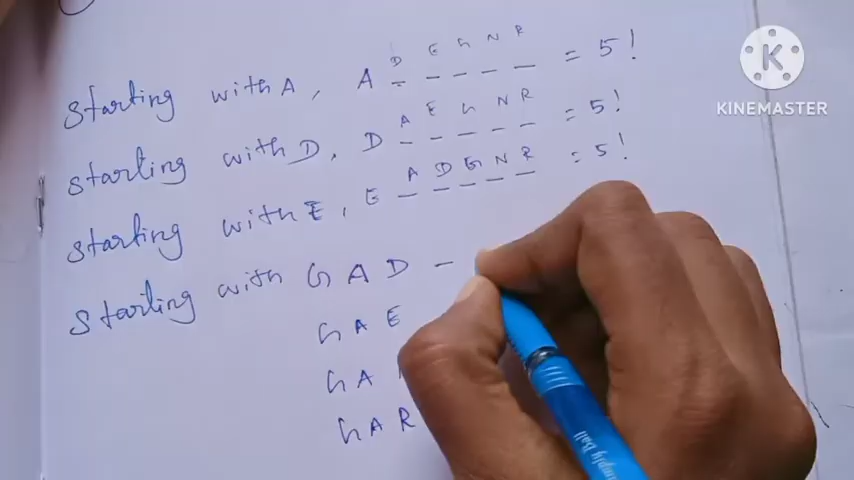 starting with A, A D E G N R = 5!
starting with D, D A E G N R = 5!
starting with E, E A D G N R = 5!
starting with G A D
G A E
G A
G A R
KINEMASTER